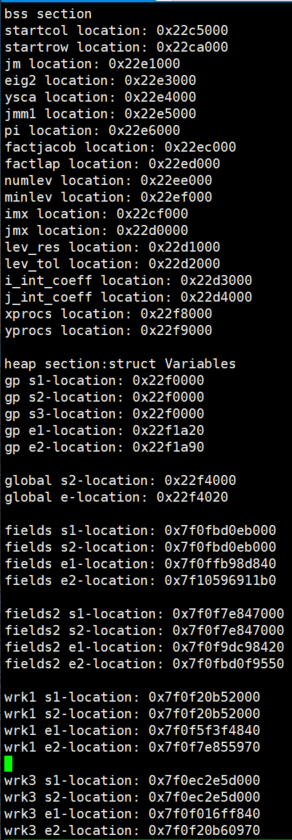 bss section
startcol location: 0x22c5000
startrow location: 0x22ca000
jm location: 0x22e1000
eig2 location: 0x22e3000
ysca location: 0x22e4000
jmm1 location: 0x22e5000
pi location: 0x22e6000
factjacob location: 0x22ec000
factlap location: 0x22ed000
numlev location: 0x22ee000
minlev location: 0x22ef000
imx location: 0x22cf000
jmx location: 0x22d0000
lev_res location: 0x22d1000
lev_tol location: 0x22d2000
i_int_coeff location: 0x22d3000
j_int_coeff location: 0x22d4000
xprocs location: 0x22f8000
yprocs location: 0x22f9000
heap section:struct Variables
gp s1-location: 0x22f0000
gp s2-location: 0x22f0000
gp s3-location: 0x22f0000
gp e1-location: 0x22f1a20
gp e2-location: 0x22f1a90
global s2-location: 0x22f4000
global e-location: 0x22f4020
fields s1-location: 0x7f0fbd0eb000
fields s2-location: 0x7f0fbd0eb000
fields e1-location: 0x7f0ffb98d840
fields e2-location: 0x7f10596911b0
fields2 s1-location: 0x7f0f7e847000
fields2 s2-location: 0x7f0f7e847000
fields2 e1-location: 0x7f0f9dc98420
fields2 e2-location: 0x7f0fbd0f9550
wrk1 s1-location: 0x7f0f20b52000
wrk1 s2-location: 0x7f0f20b52000
wrk1 e1-location: 0x7f0f5f3f4840
wrk1 e2-location: 0x7f0f7e855970
wrk3 s1-location: 0x7f0ec2e5d000
wrk3 s2-location: 0x7f0ec2e5d000
wrk3 e1-location: 0x7f0f016ff840
wrk3 e2-location: 0x7f0f20b60970